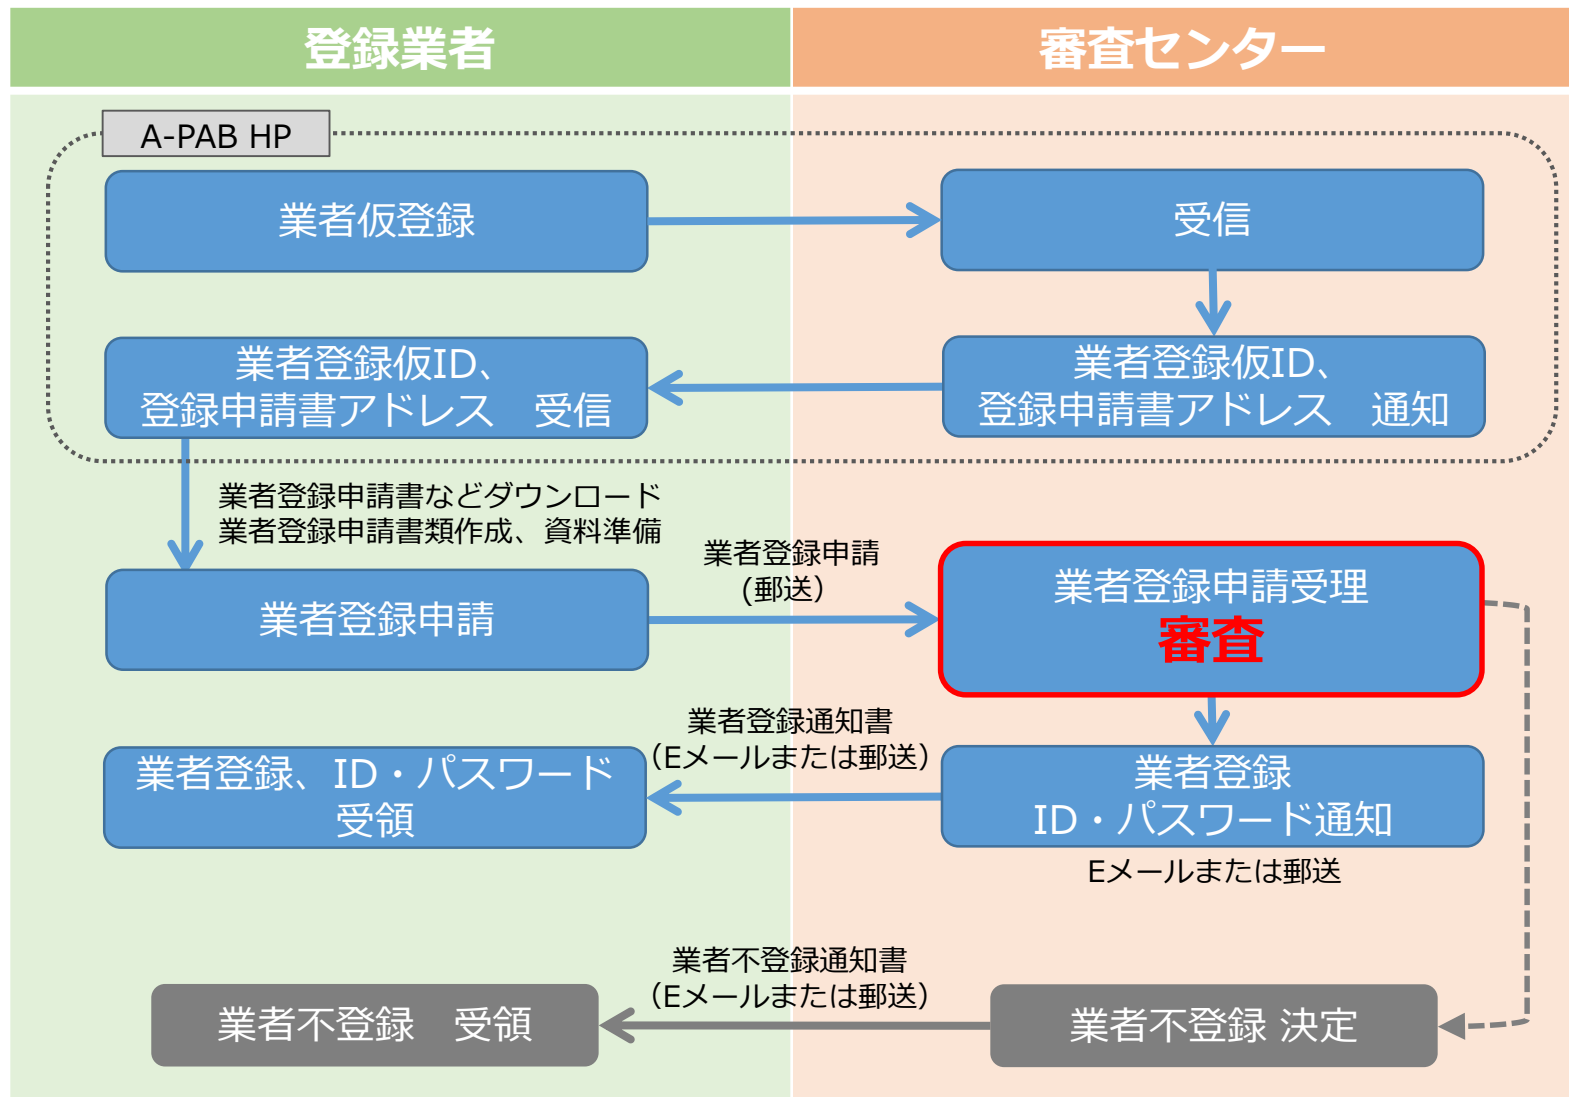 登録業者
審査センター
A-PAB HP
業者仮登録
受信
業者登録仮ID、
登録申請書アドレス　受信
業者登録仮ID、
登録申請書アドレス　通知
業者登録申請書などダウンロード
業者登録申請書類作成、資料準備
業者登録申請
(郵送）
業者登録申請
業者登録申請受理
審査
業者登録通知書
（Eメールまたは郵送）
業者登録、ID・パスワード
受領
業者登録
ID・パスワード通知
Eメールまたは郵送
業者不登録通知書
（Eメールまたは郵送）
業者不登録　受領
業者不登録 決定